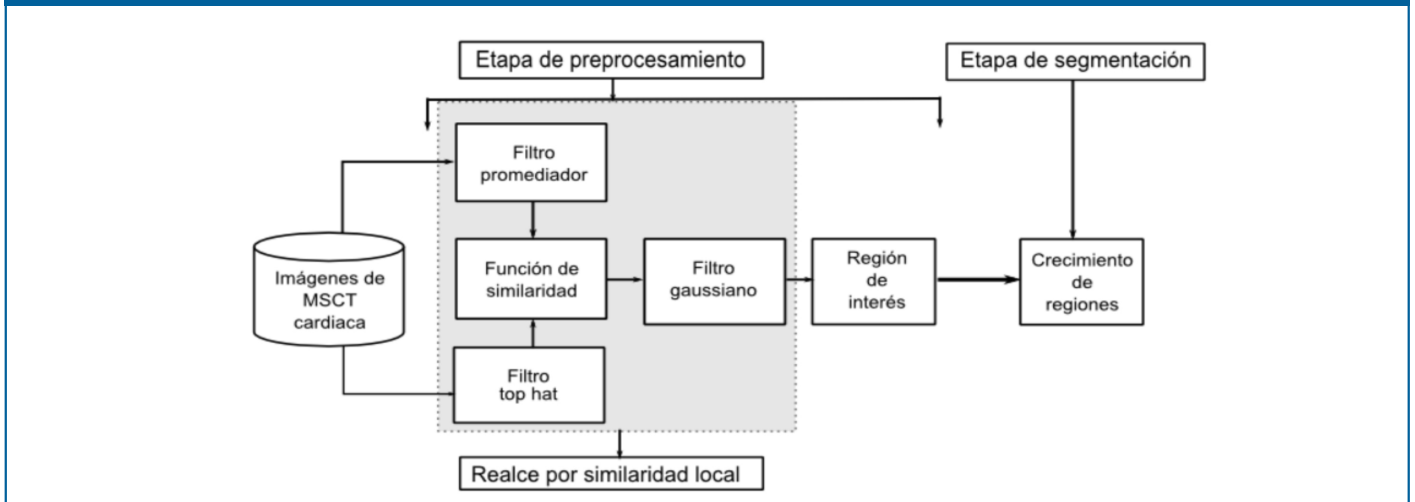 Etapa de preprocesamiento
Etapa de segmentación
Filtro
promediador
Imágenes de
MSCT
cardiaca
Función de
similaridad
Filtro
gaussiano
Región
de
interés
Crecimiento
de
regiones
Filtro
top hat
Realce por similaridad local